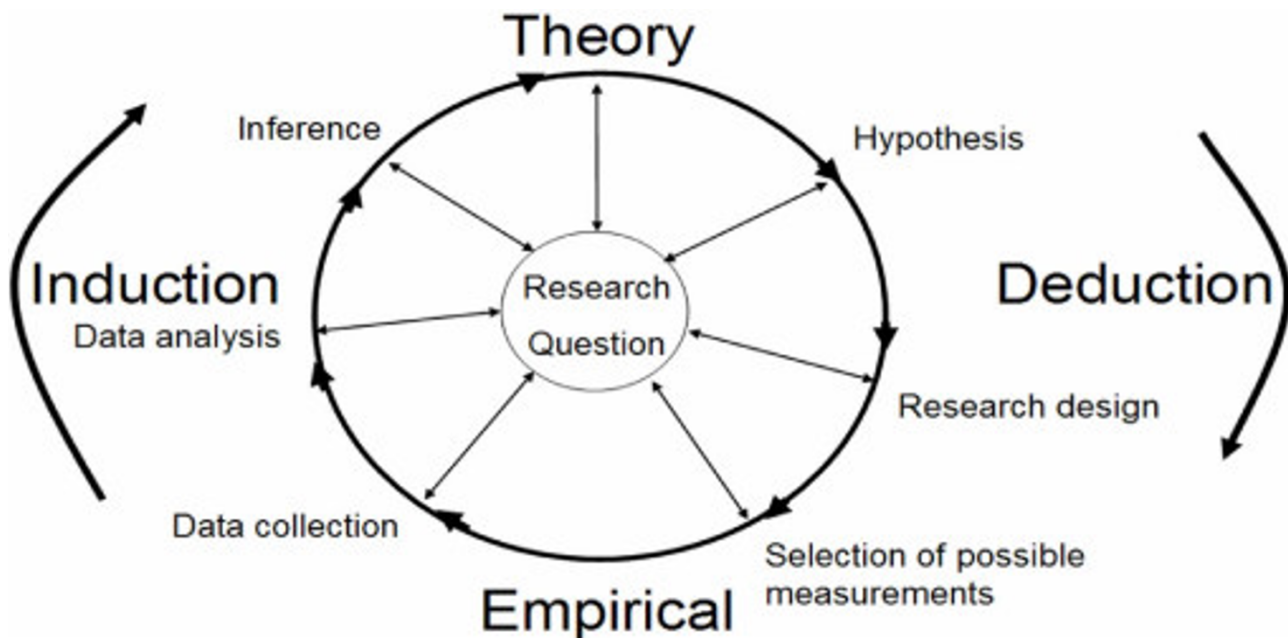 Theory
Inference
Hypothesis
Induction
Research
Question
Deduction
Data analysis
Research design
Data collection
Selection of possible
measurements
Empirical